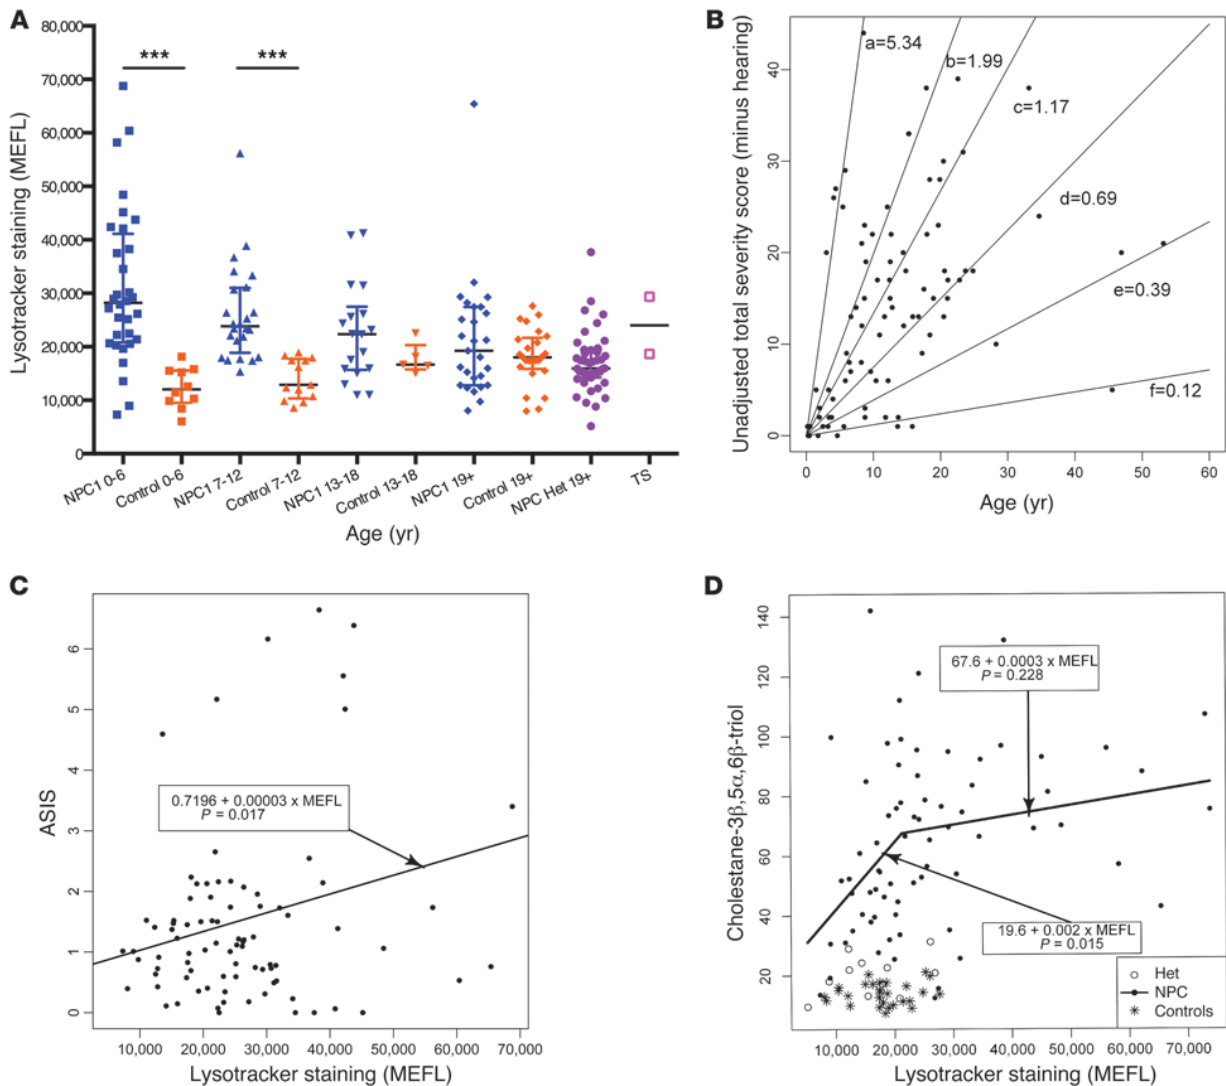 A
80,000
70,000
60,000
50,000
40,000
30,000
20,000
10,000
0
Lysotracker staining (MEFL)
*** ***
NPC1 0-6
Control 0-6
NPC1 7-12
Control 7-12
NPC1 13-18
Control 13-18
NPC1 19+
Control 19+
NPC Het 19+
TS
Age (yr)
B
Unadjusted total severity score (minus hearing)
40
30
20
10
0
a=5.34
b=1.99
c=1.17
d=0.69
e=0.39
f=0.12
0 10 20 30 40 50 60
Age (yr)
C
ASIS
6
5
4
3
2
1
0
0.7196 + 0.00003 x MEFL
P = 0.017
10,000 20,000 30,000 40,000 50,000 60,000 70,000
Lysotracker staining (MEFL)
D
Cholestane-3β,5α,6β-triol
140
120
100
80
60
40
20
67.6 + 0.0003 x MEFL
P = 0.228
19.6 + 0.002 x MEFL
P = 0.015
Het
NPC
Controls
10,000 20,000 30,000 40,000 50,000 60,000 70,000
Lysotracker staining (MEFL)